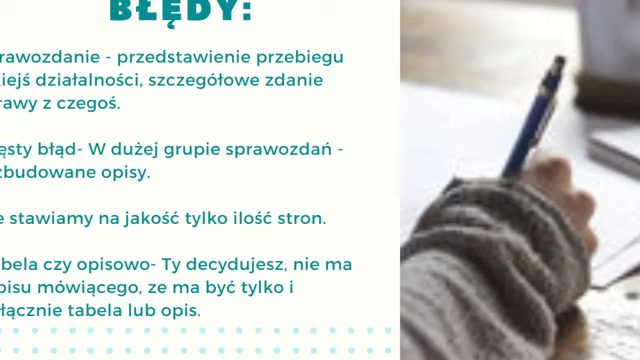 BŁĘDY:
rawozdanie - przedstawienie przebiegu
iejś działalności, szczegółowe zdanie
rawy z czegoś.
ęsty błąd- W dużej grupie sprawozdań -
zbudowane opisy.
e stawiamy na jakość tylko ilość stron.
bela czy opisowo- Ty decydujesz, nie ma
pisu mówiącego, ze ma być tylko i
łącznie tabela lub opis.